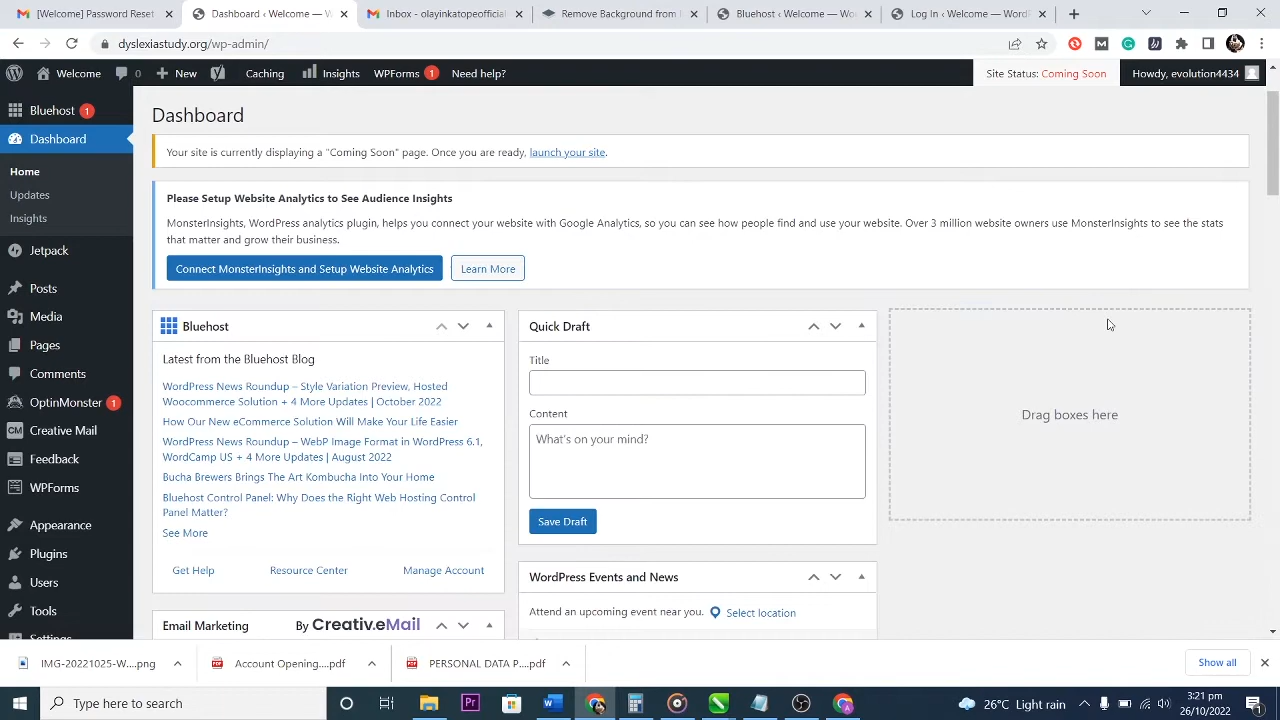 [Welcome] Password Reset
Dashboard ‹ Welcome — W
Inbox - olayinkatopeofficial
Remove Background from I
Bluehost ‹ Welcome — Wo
Log In ‹ Welcome — WordP
dyslexiastudy.org/wp-admin/
Welcome
0
New
Caching
Insights
WPForms 1
Need help?
Site Status: Coming Soon
Howdy, evolution4434
Bluehost 1
Dashboard
Home
Updates
Insights
Jetpack
Posts
Media
Pages
Comments
OptinMonster 1
CM Creative Mail
Feedback
WPForms
Appearance
Plugins
Users
Tools
Settings
Dashboard
Your site is currently displaying a "Coming Soon" page. Once you are ready, launch your site.
Please Setup Website Analytics to See Audience Insights
MonsterInsights, WordPress analytics plugin, helps you connect your website with Google Analytics, so you can see how people find and use your website. Over 3 million website owners use MonsterInsights to see the stats
that matter and grow their business.
Connect MonsterInsights and Setup Website Analytics
Learn More
Bluehost
Latest from the Bluehost Blog
WordPress News Roundup – Style Variation Preview, Hosted
Woocommerce Solution + 4 More Updates | October 2022
How Our New eCommerce Solution Will Make Your Life Easier
WordPress News Roundup – WebP Image Format in WordPress 6.1,
WordCamp US + 4 More Updates | August 2022
Bucha Brewers Brings The Art Kombucha Into Your Home
Bluehost Control Panel: Why Does the Right Web Hosting Control
Panel Matter?
See More
Get Help
Resource Center
Manage Account
Email Marketing
By Creativ.eMail
Quick Draft
Title
Content
What's on your mind?
Save Draft
WordPress Events and News
Attend an upcoming event near you.
Select location
Drag boxes here
IMG-20221025-W....png
Account Opening....pdf
PERSONAL DATA P....pdf
Show all
Type here to search
26°C Light rain
3:21 pm
26/10/2022